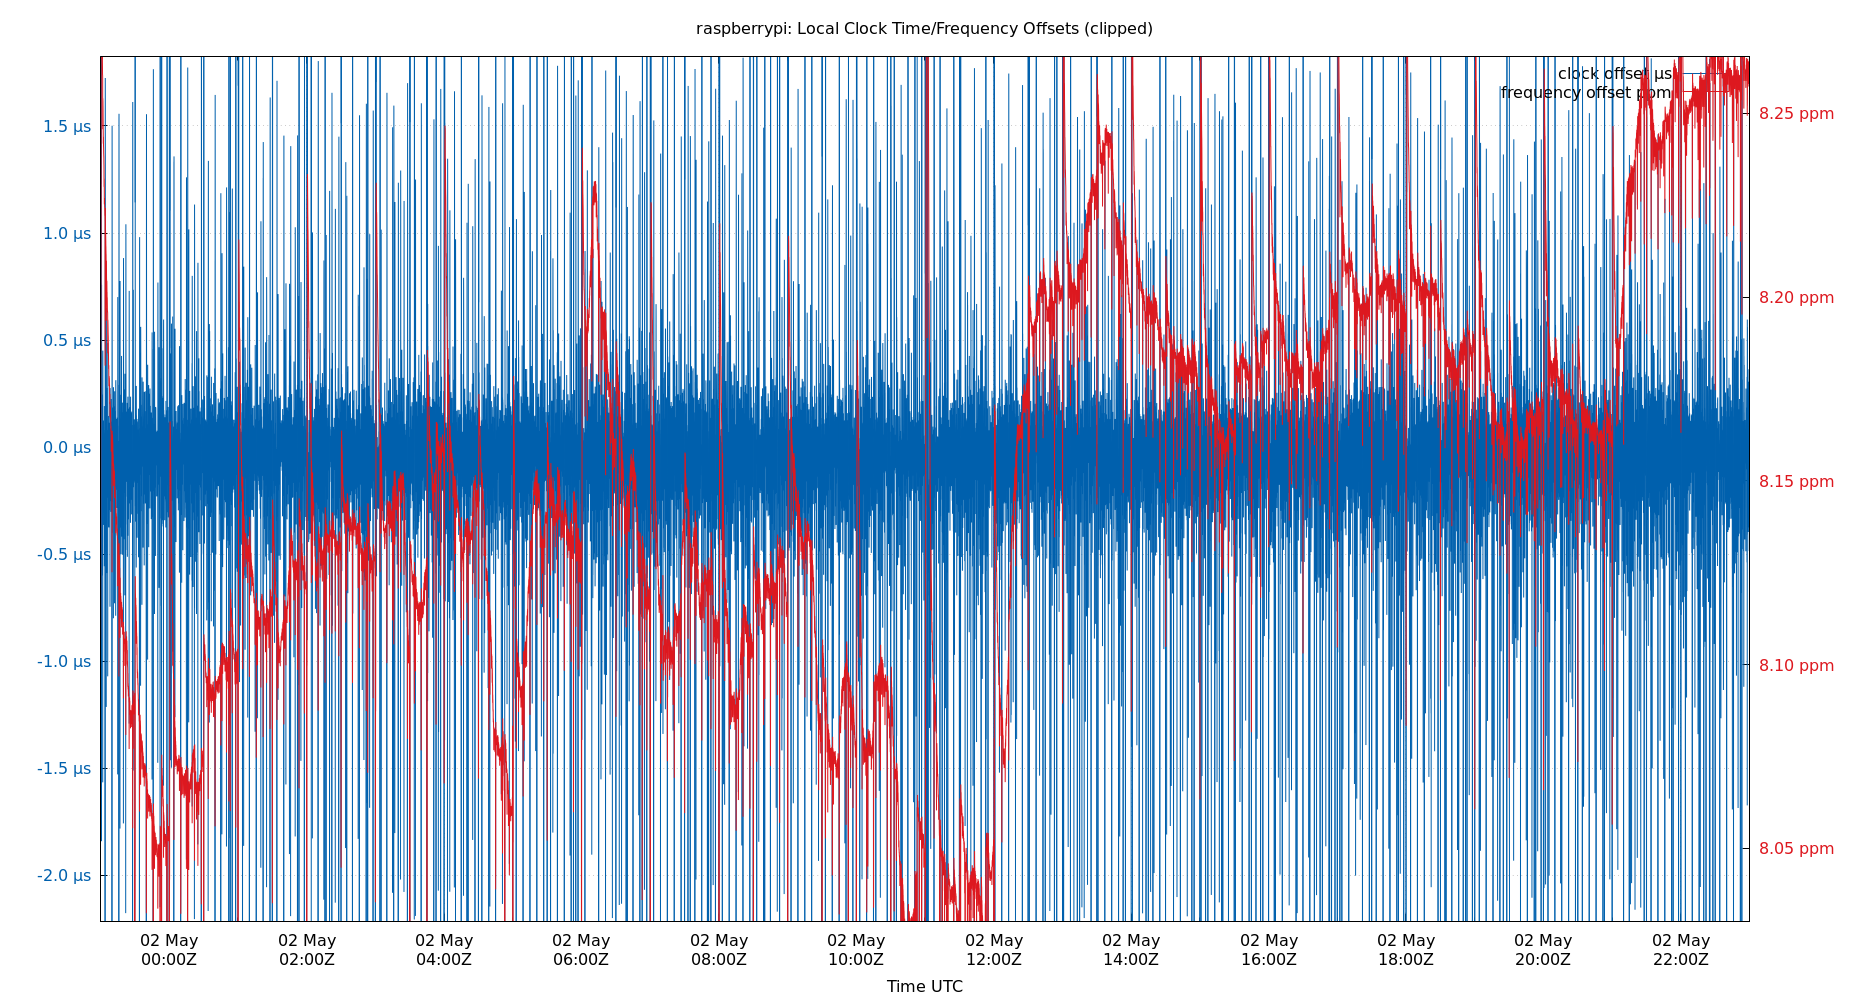 raspberrypi: Local Clock Time/Frequency Offsets (clipped)
clock offset µs
frequency offset ppm
1.5 µs
1.0 µs
0.5 µs
0.0 µs
-0.5 µs
-1.0 µs
-1.5 µs
-2.0 µs
8.25 ppm
8.20 ppm
8.15 ppm
8.10 ppm
8.05 ppm
02 May 02 May 02 May 02 May 02 May 02 May 02 May 02 May 02 May 02 May 02 May 02 May
00:00Z 02:00Z 04:00Z 06:00Z 08:00Z 10:00Z 12:00Z 14:00Z 16:00Z 18:00Z 20:00Z 22:00Z
Time UTC